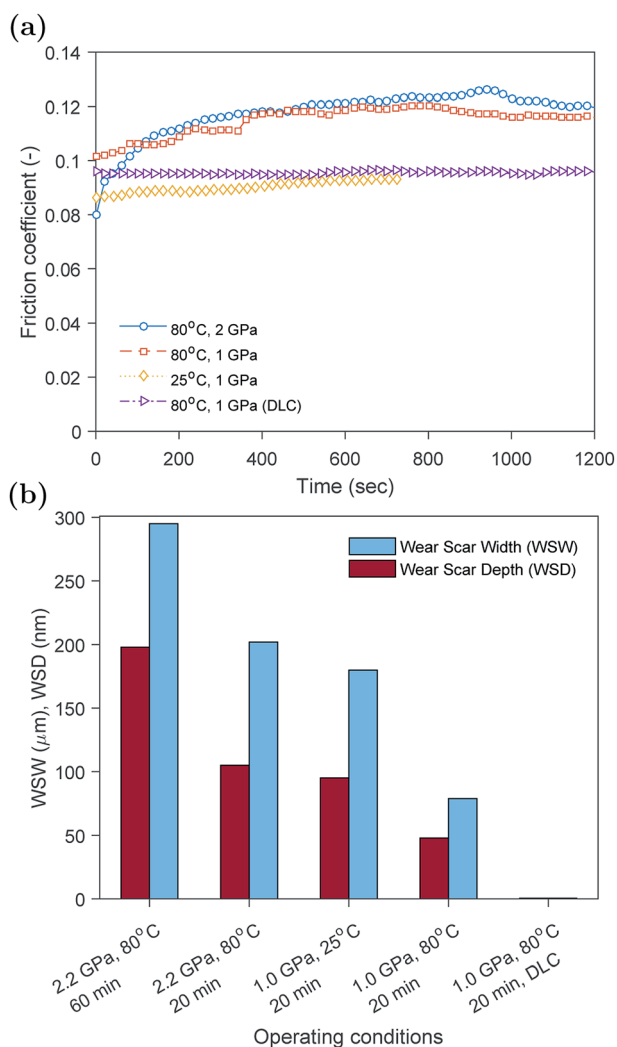 (a)
0.14
0.12
0.1
0.08
0.06
0.04
0.02
0
Friction coefficient (-)
80°C, 2 GPa
80°C, 1 GPa
25°C, 1 GPa
80°C, 1 GPa (DLC)
0 200 400 600 800 1000 1200
Time (sec)
(b)
300
250
200
150
100
50
0
WSW (μm), WSD (nm)
Wear Scar Width (WSW)
Wear Scar Depth (WSD)
2.2 GPa, 80°C
60 min
2.2 GPa, 80°C
20 min
1.0 GPa, 25°C
20 min
1.0 GPa, 80°C
20 min
1.0 GPa, 80°C
20 min, DLC
Operating conditions